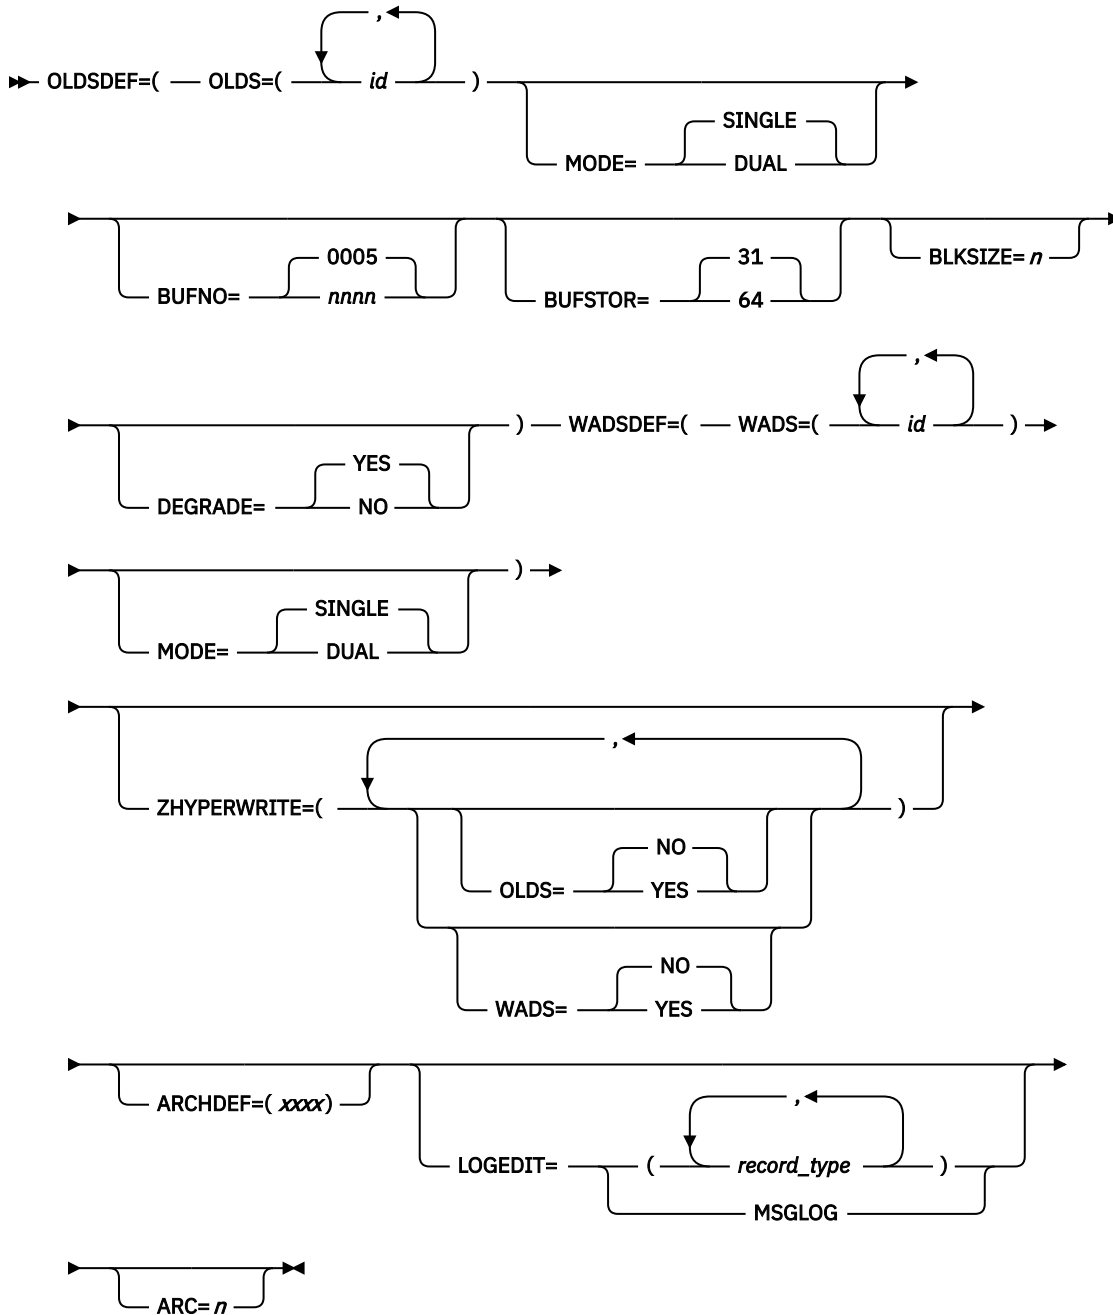 ,
OLDSDEF=( OLDS=( id )
SINGLE
MODE= DUAL
0005
BUFNO= nnnn
31
BUFSTOR= 64
BLKSIZE= n
,
) WADSDEF=( WADS=( id )
YES
DEGRADE= NO
)
SINGLE
MODE= DUAL
,
ZHYPERWRITE=( )
NO
OLDS= YES
NO
WADS= YES
ARCHDEF=( xxxx)
,
LOGEDIT= ( record_type )
MSGLOG
ARC= n